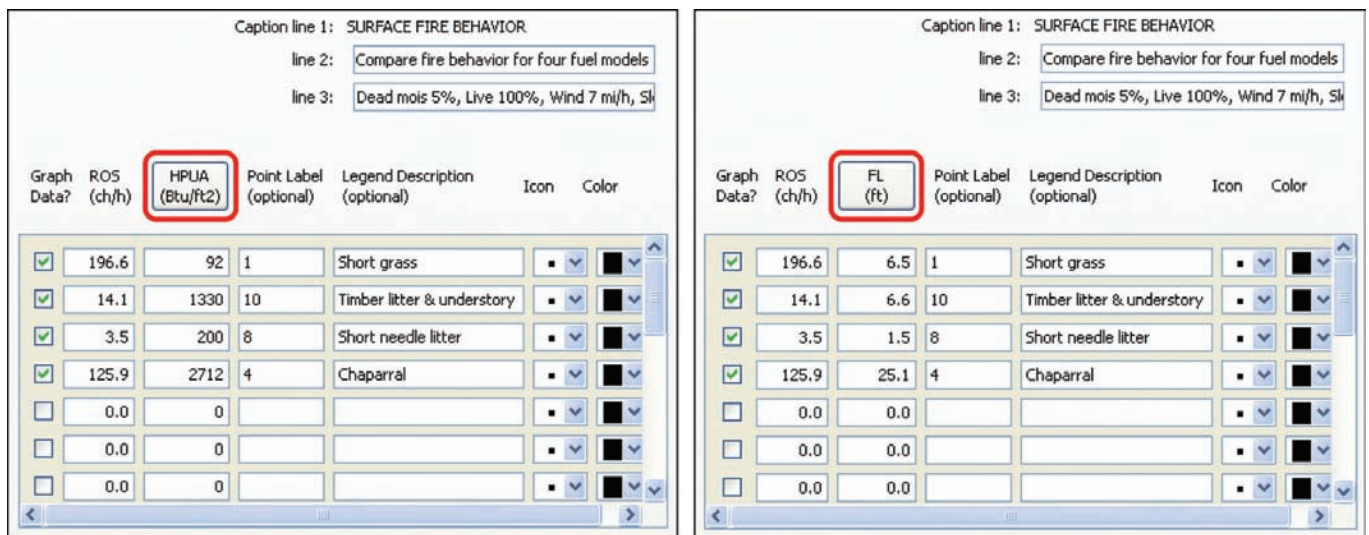 Caption line 1: SURFACE FIRE BEHAVIOR
line 2: Compare fire behavior for four fuel models
line 3: Dead mois 5%, Live 100%, Wind 7 mi/h,
Graph Data? ROS (ch/h) HPUA (Btu/ft2) Point Label (optional) Legend Description (optional) Icon Color
196.6 92 1 Short grass
14.1 1330 10 Timber litter & understory
3.5 200 8 Short needle litter
125.9 2712 4 Chaparral
0.0 0
0.0 0
0.0 0
Caption line 1: SURFACE FIRE BEHAVIOR
line 2: Compare fire behavior for four fuel models
line 3: Dead mois 5%, Live 100%, Wind 7 mi/h,
Graph Data? ROS (ch/h) FL (ft) Point Label (optional) Legend Description (optional) Icon Color
196.6 6.5 1 Short grass
14.1 6.6 10 Timber litter & understory
3.5 1.5 8 Short needle litter
125.9 25.1 4 Chaparral
0.0 0.0
0.0 0.0
0.0 0.0